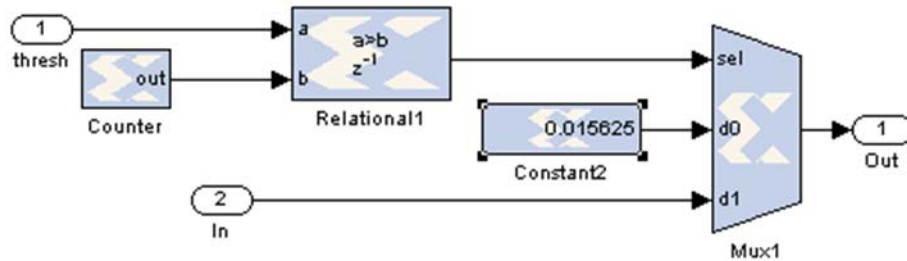 1
thresh
out
Counter
a
b
a>b
z-1
Relational1
0.015625
Constant2
2
In
sel
d0
d1
Mux1
1
Out